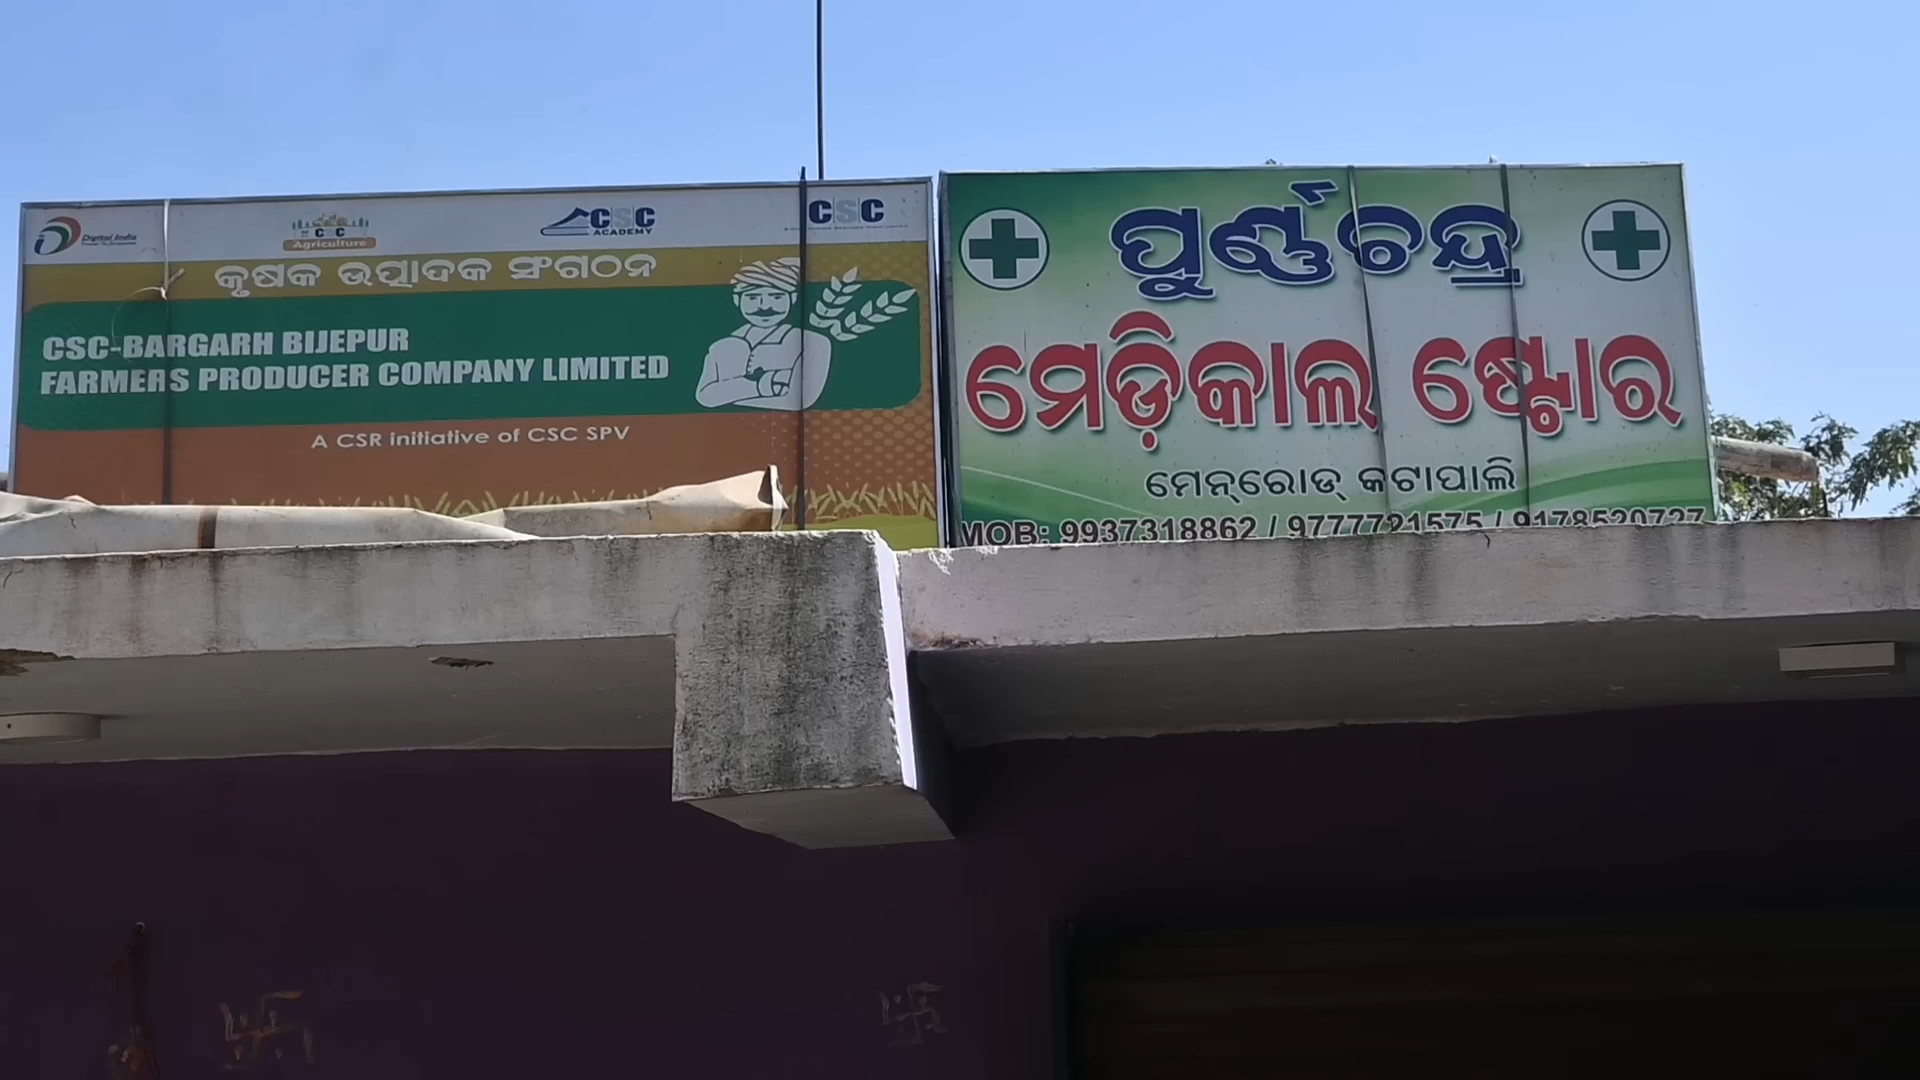 Digital India
CSC
Agriculture
CSC
ACADEMY
CSC
କୃଷକ ଉତ୍ପାଦକ ସଂଗଠନ
CSC-BARGARH BIJEPUR
FARMERS PRODUCER COMPANY LIMITED
A CSR initiative of CSC SPV
ପୁର୍ଣ୍ଣଚନ୍ଦ୍ର
ମେଡ଼ିକାଲ ଷ୍ଟୋର
ମେନ୍‌ରୋଡ୍ କଟାପାଲି
MOB: 9937318862 / 9777721575 / 9178520727